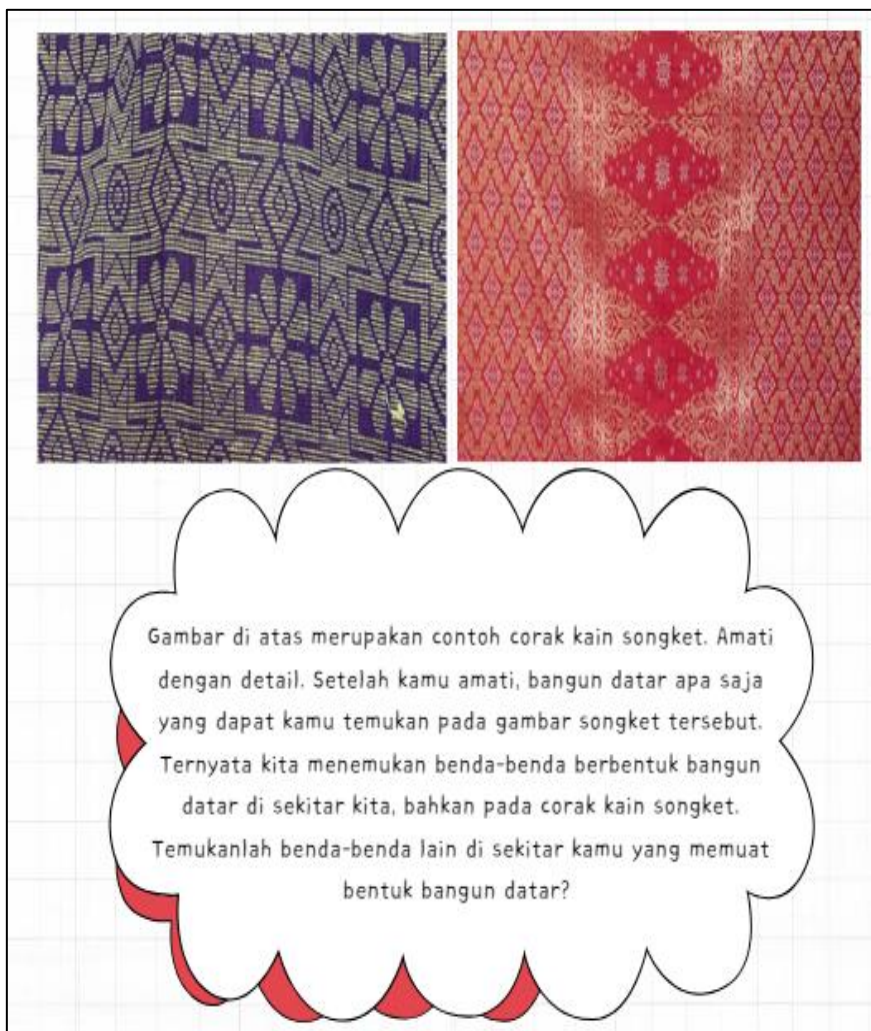 Gambar di atas merupakan contoh corak kain songket. Amati
dengan detail. Setelah kamu amati, bangun datar apa saja
yang dapat kamu temukan pada gambar songket tersebut.
Ternyata kita menemukan benda-benda berbentuk bangun
datar di sekitar kita, bahkan pada corak kain songket.
Temukanlah benda-benda lain di sekitar kamu yang memuat
bentuk bangun datar?